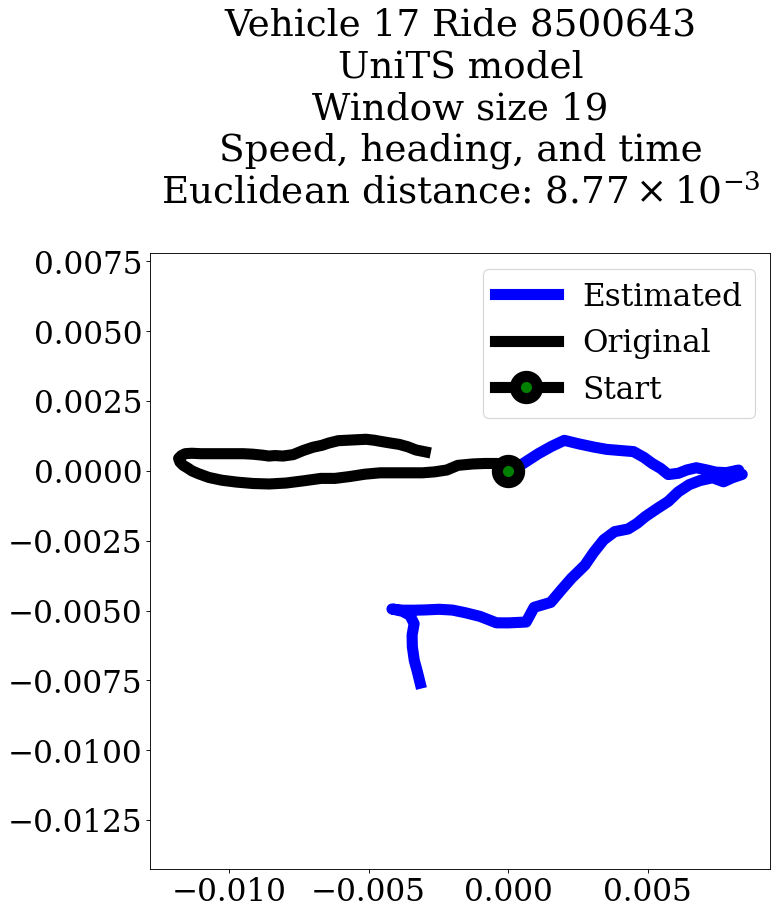 Vehicle 17 Ride 8500643
UniTS model
Window size 19
Speed, heading, and time
Euclidean distance: 8.77 × 10⁻³
Estimated
Original
Start
0.0075
0.0050
0.0025
0.0000
−0.0025
−0.0050
−0.0075
−0.0100
−0.0125
−0.010 −0.005 0.000 0.005